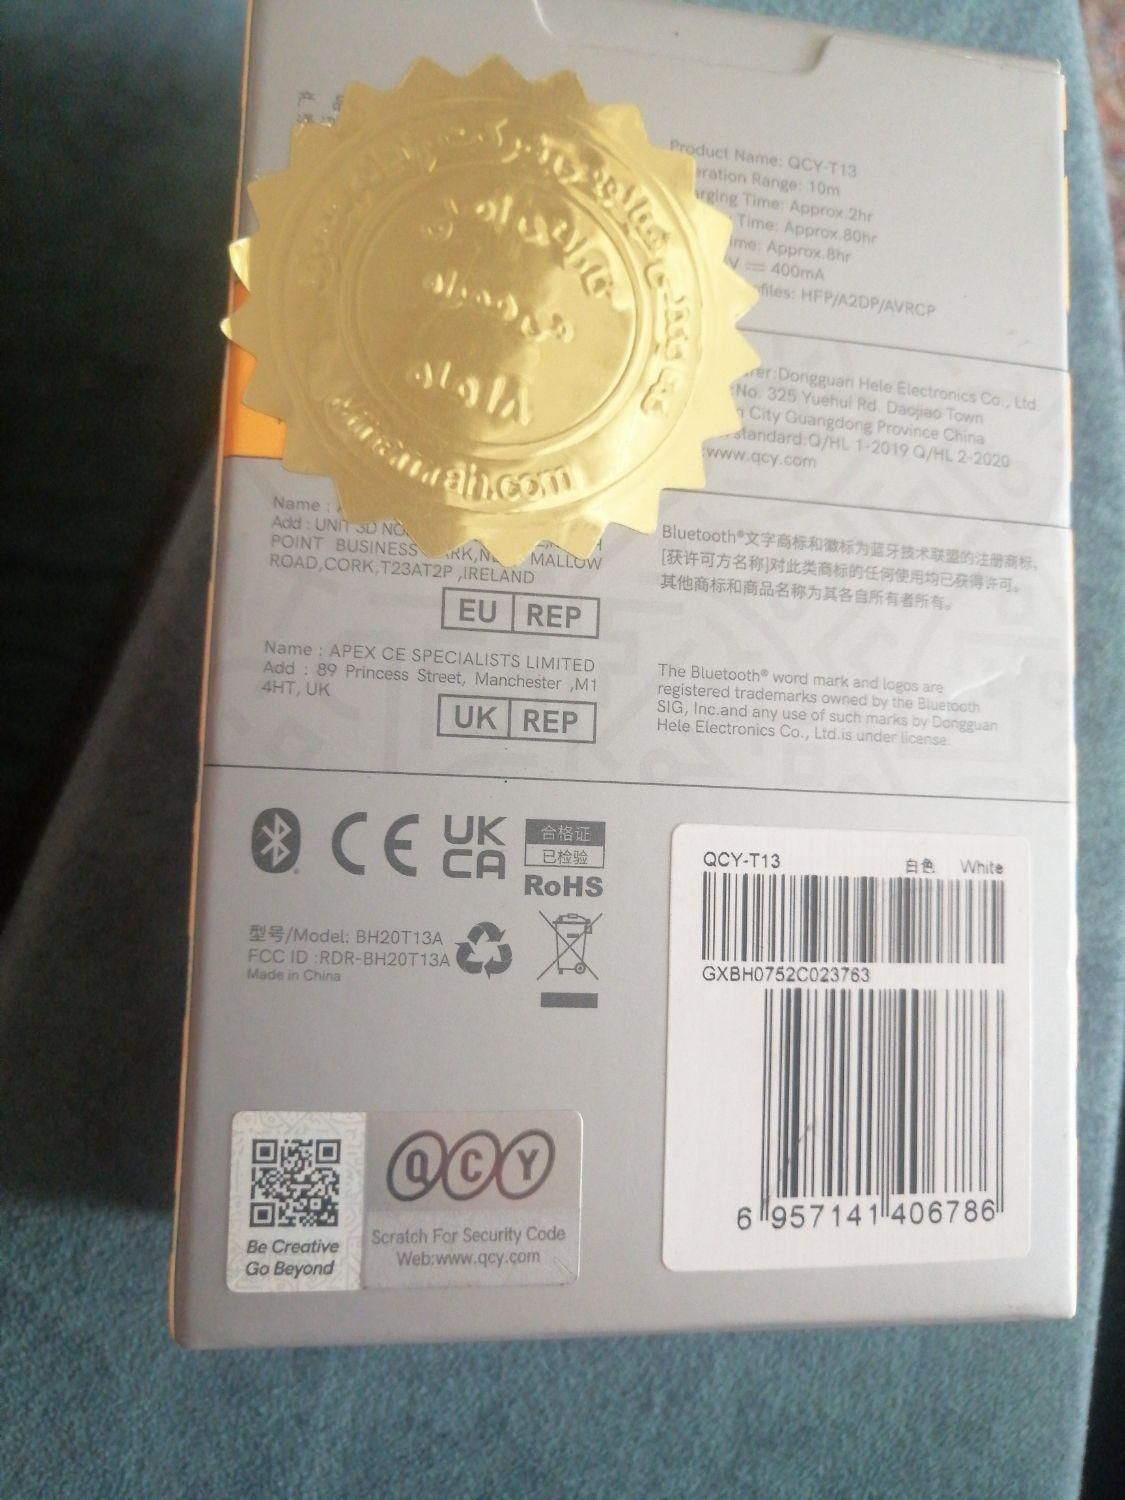 产
Product Name: QCY-T13
Range: 10m
Time: Approx.2hr
Time: Approx.80hr
Approx.8hr
400mA
HFP/A2DP/AVRCP
Dongguan Hele Electronics Co., Ltd.
No. 325 Yuehui Rd Daojiao Town
City Guangdong Province China
standard:Q/HL 1-2019 Q/HL 2-2020
www.qcy.com
Name :
Add : UNIT 3D
POINT BUSINESS MALLOW
ROAD,CORK,T23AT2P ,IRELAND
EU REP
Name : APEX CE SPECIALISTS LIMITED
Add : 89 Princess Street, Manchester ,M1
4HT, UK
UK REP
Bluetooth®文字商标和徽标为蓝牙技术联盟的注册商标,
[获许可方名称]对此类商标的任何使用均已获得许可。
其他商标和商品名称为其各自所有者所有。
The Bluetooth® word mark and logos are
registered trademarks owned by the Bluetooth
SIG, Inc.and any use of such marks by Dongguan
Hele Electronics Co., Ltd.is under license.
CE
UK
CA
合格证
已检验
RoHS
型号/Model: BH20T13A
FCC ID :RDR-BH20T13A
Made in China
QCY-T13 白色 White
GXBH0752C023763
6 957141 406786
Be Creative
Go Beyond
QCY
Scratch For Security Code
Web:www.qcy.com